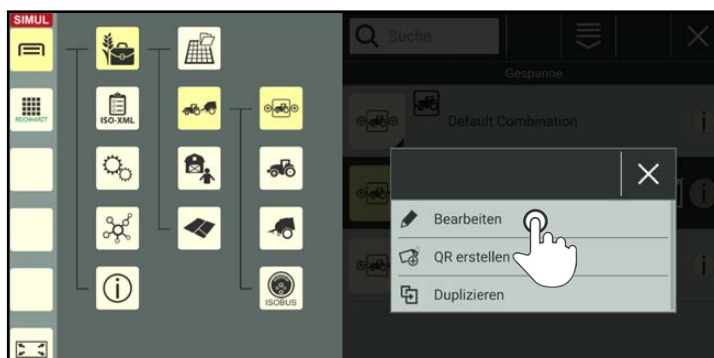 SIMUL
Suche
Gespanne
REICHHARDT
ISO-XML
Default Combination
Bearbeiten
QR erstellen
Duplizieren
ISOBUS